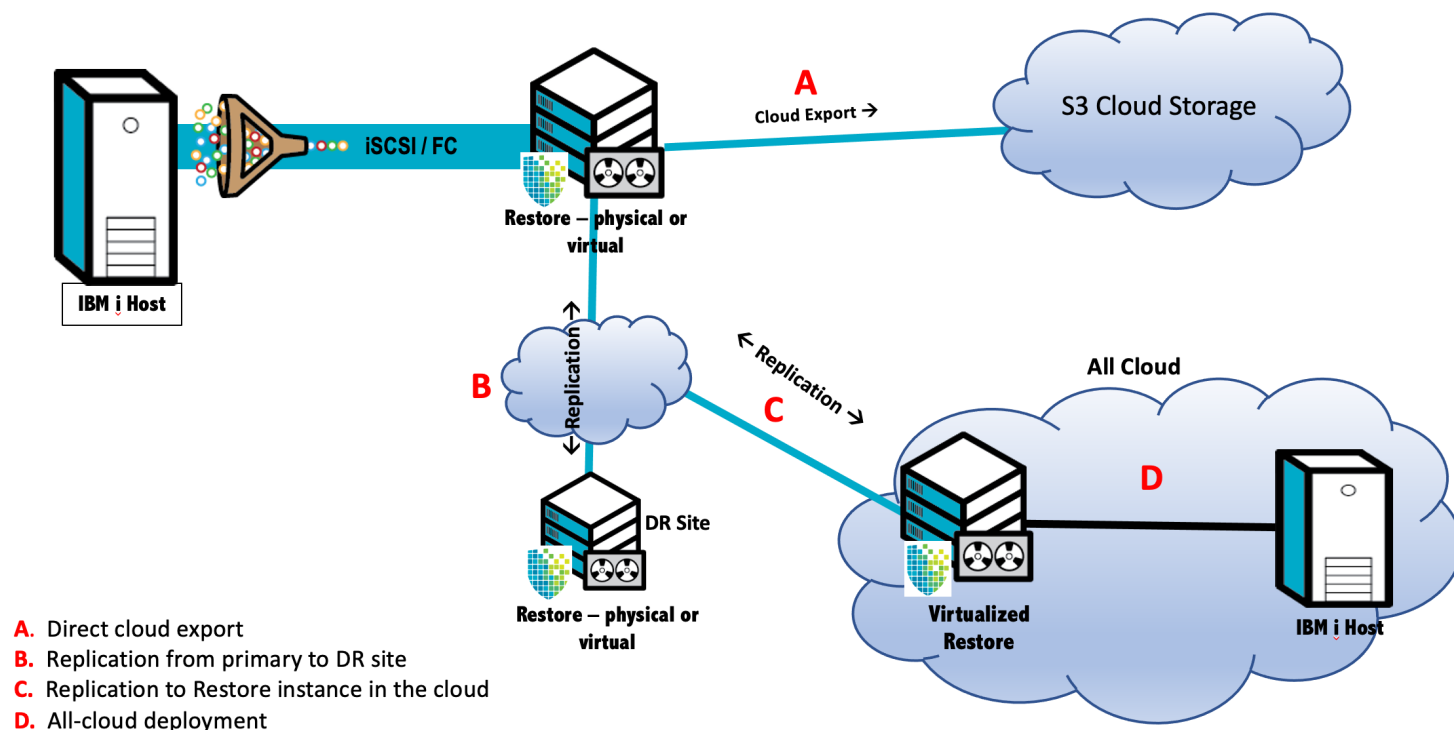 A
Cloud Export →
S3 Cloud Storage
iSCSI / FC
Restore – physical or
virtual
IBM i Host
B
← Replication →
← Replication →
C
All Cloud
D
DR Site
Restore – physical or
virtual
Virtualized
Restore
IBM i Host
A. Direct cloud export
B. Replication from primary to DR site
C. Replication to Restore instance in the cloud
D. All-cloud deployment